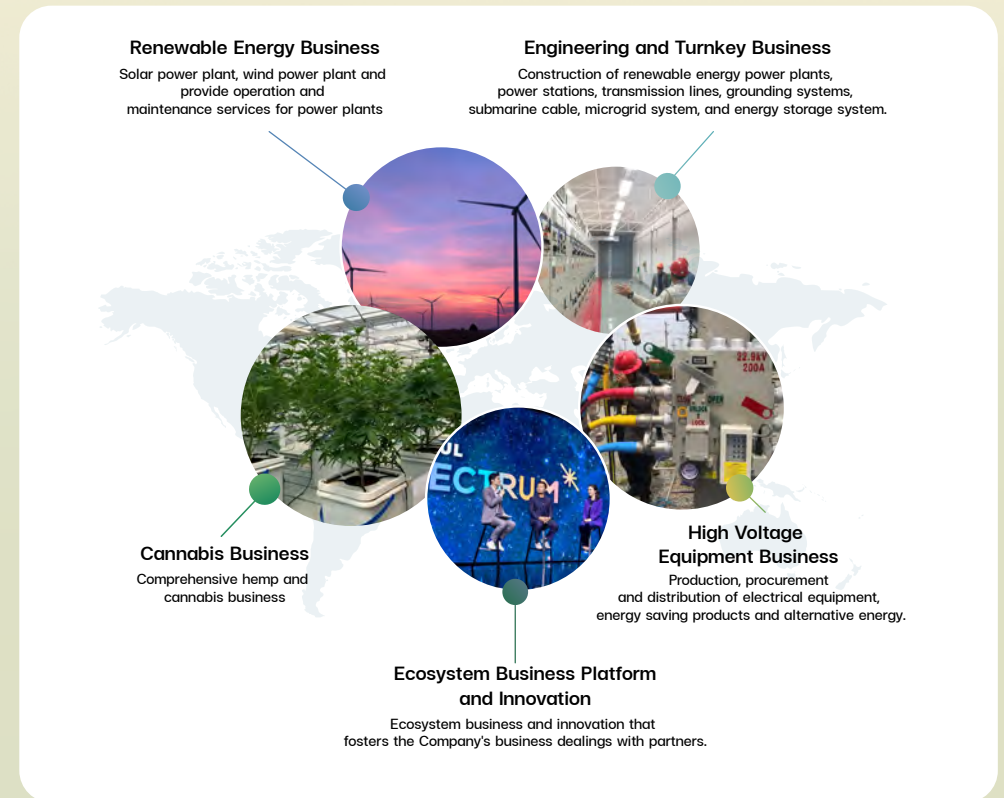 Renewable Energy Business
Solar power plant, wind power plant and
provide operation and
maintenance services for power plants
Engineering and Turnkey Business
Construction of renewable energy power plants,
power stations, transmission lines, grounding systems,
submarine cable, microgrid system, and energy storage system.
22.9kV
200A
UL
ECTRUM
Cannabis Business
Comprehensive hemp and
cannabis business
High Voltage
Equipment Business
Production, procurement
and distribution of electrical equipment,
energy saving products and alternative energy.
Ecosystem Business Platform
and Innovation
Ecosystem business and innovation that
fosters the Company's business dealings with partners.